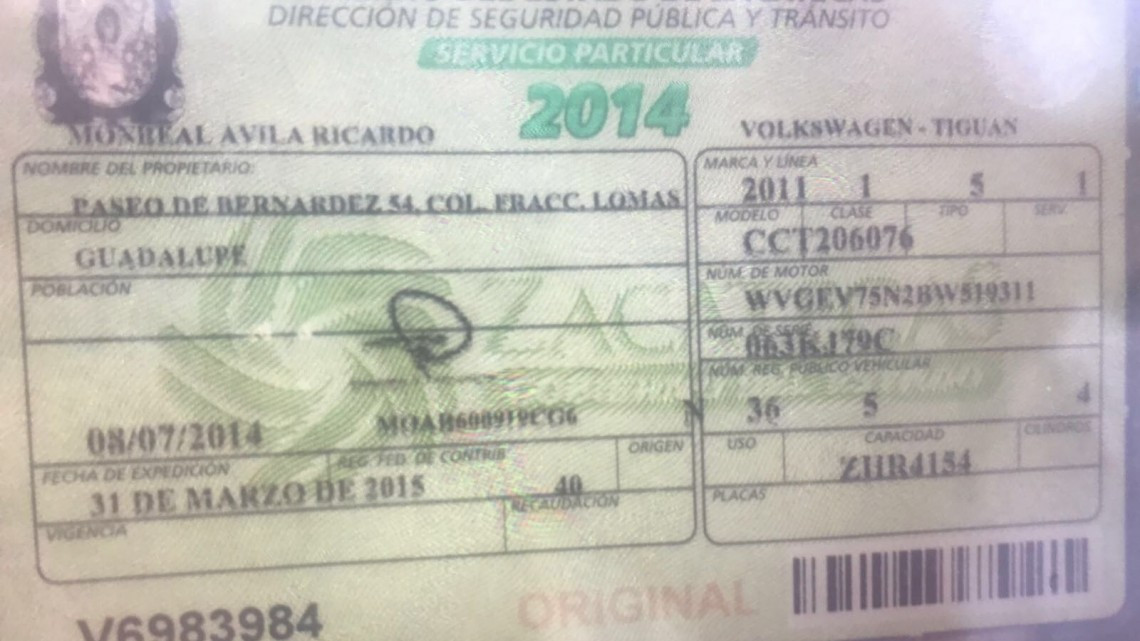 DIRECCIÓN DE SEGURIDAD PÚBLICA Y TRÁNSITO
SERVICIO PARTICULAR
2014
MONREAL AVILA RICARDO
NOMBRE DEL PROPIETARIO:
PASEO DE BERNARDEZ 54, COL. FRACC. LOMAS
DOMICILIO
GUADALUPE
POBLACIÓN
ZACATECAS
08/07/2014
MOAR600919CG6
N
FECHA DE EXPEDICIÓN
REG. FED. DE CONTRIB
ORIGEN
31 DE MARZO DE 2015
40
VIGENCIA
RECAUDACIÓN
VOLKSWAGEN - TIGUAN
MARCA Y LÍNEA
2011 1 5 1
MODELO CLASE TIPO SERV.
CCT206076
NÚM. DE MOTOR
WVGEV75N2BW519311
NÚM. DE SERIE
063K179C
NÚM. REG. PÚBLICO VEHICULAR
36 5 4
USO CAPACIDAD CILINDROS
ZHR4154
PLACAS
V6983984
ORIGINAL